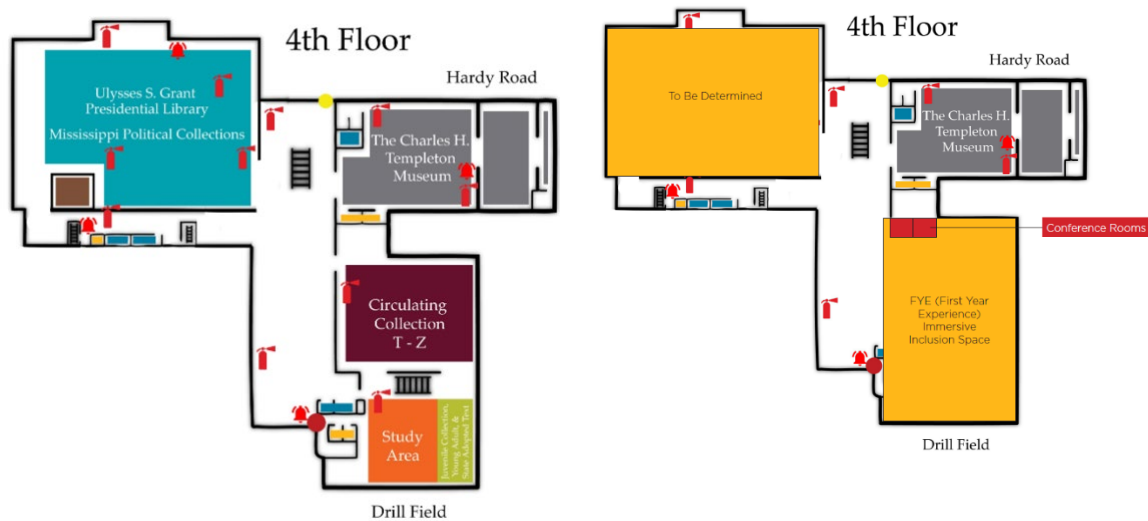 4th Floor
Hardy Road
Ulysses S. Grant
Presidential Library
Mississippi Political Collections
The Charles H.
Templeton
Museum
Circulating
Collection
T - Z
Study
Area
Juvenile Collection,
Young Adult, &
State Adopted Text
Drill Field
4th Floor
Hardy Road
To Be Determined
The Charles H.
Templeton
Museum
Conference Rooms
FYE (First Year
Experience)
Immersive
Inclusion Space
Drill Field